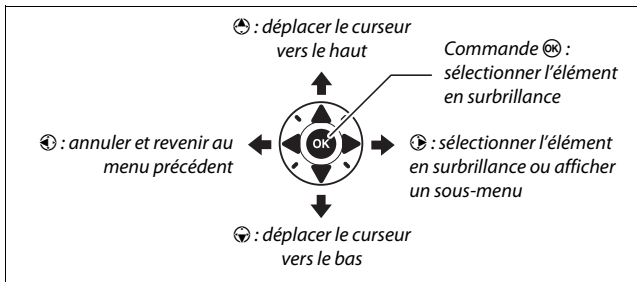 : déplacer le curseur
vers le haut
Commande OK :
sélectionner l’élément
en surbrillance
: annuler et revenir au
menu précédent
OK
: sélectionner l’élément
en surbrillance ou afficher
un sous-menu
: déplacer le curseur
vers le bas